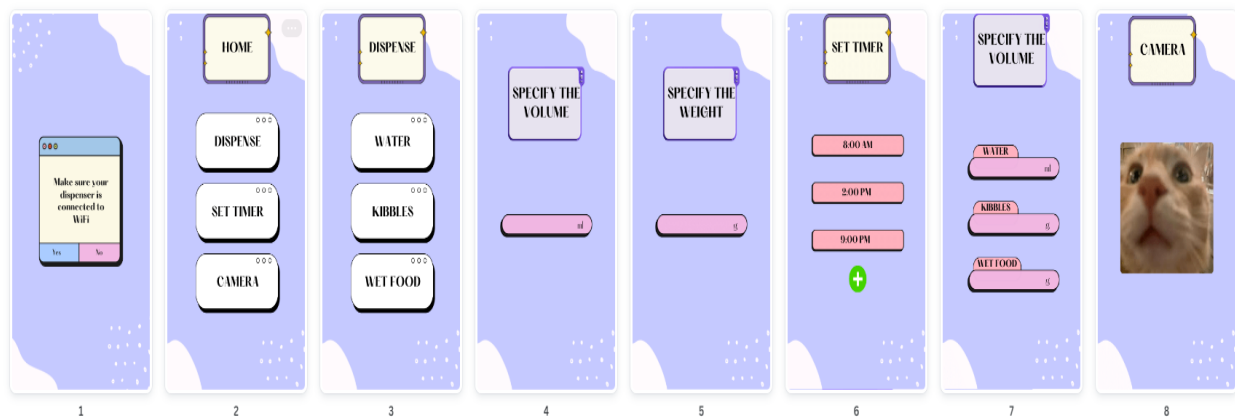 Make sure your
dispenser is
connected to
WiFi
Yes
No
1
HOME
DISPENSE
SET TIMER
CAMERA
2
DISPENSE
WATER
KIBBLES
WET FOOD
3
SPECIFY THE
VOLUME
ml
4
SPECIFY THE
WEIGHT
g
5
SET TIMER
8:00 AM
2:00 PM
9:00 PM
6
SPECIFY THE
VOLUME
WATER
ml
KIBBLES
g
WET FOOD
g
7
CAMERA
8